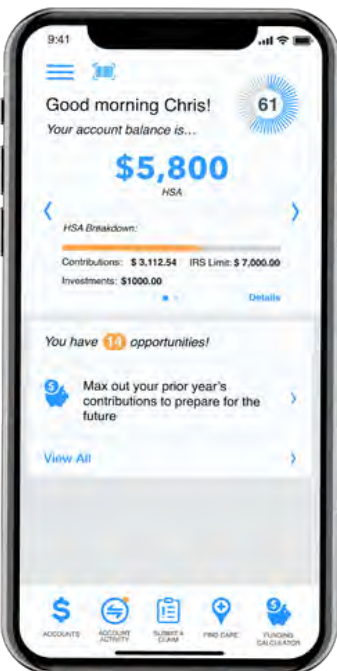 9:41
Good morning Chris!
61
Your account balance is...
$5,800
HSA
HSA Breakdown:
Contributions: $ 3,112.54 IRS Limit: $ 7,000.00
Investments: $1000.00
Details
You have 14 opportunities!
Max out your prior year's
contributions to prepare for the
future
View All
ACCOUNTS
ACCOUNT
ACTIVITY
SUBMIT A
CLAIM
FIND CARE
FUNDING
CALCULATOR